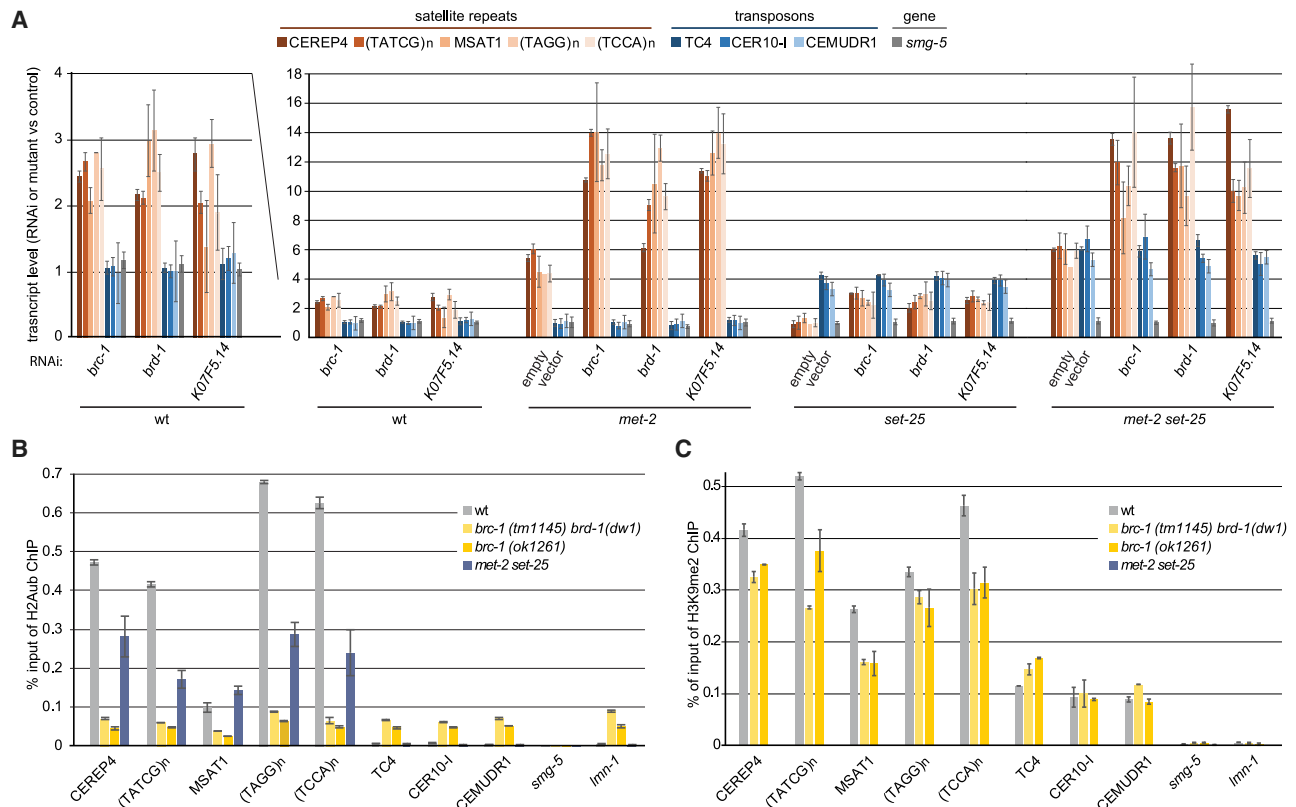 A
satellite repeats transposons gene
CEREP4 (TATCG)n MSAT1 (TAGG)n (TCCA)n TC4 CER10-I CEMUDR1 smg-5
trasncript level (RNAi or mutant vs control)
4
3
2
1
0
18
16
14
12
10
8
6
4
2
0
RNAi: brc-1 brd-1 K07F5.14 brc-1 brd-1 K07F5.14 empty vector brc-1 brd-1 K07F5.14 empty vector brc-1 brd-1 K07F5.14 empty vector brc-1 brd-1 K07F5.14
wt wt met-2 set-25 met-2 set-25
B
% input of H2Aub ChIP
0.7
0.6
0.5
0.4
0.3
0.2
0.1
0
wt
brc-1 (tm1145) brd-1(dw1)
brc-1 (ok1261)
met-2 set-25
CEREP4 (TATCG)n MSAT1 (TAGG)n (TCCA)n TC4 CER10-I CEMUDR1 smg-5 lmn-1
C
% of input of H3K9me2 ChIP
0.5
0.4
0.3
0.2
0.1
0
wt
brc-1 (tm1145) brd-1(dw1)
brc-1 (ok1261)
met-2 set-25
CEREP4 (TATCG)n MSAT1 (TAGG)n (TCCA)n TC4 CER10-I CEMUDR1 smg-5 lmn-1